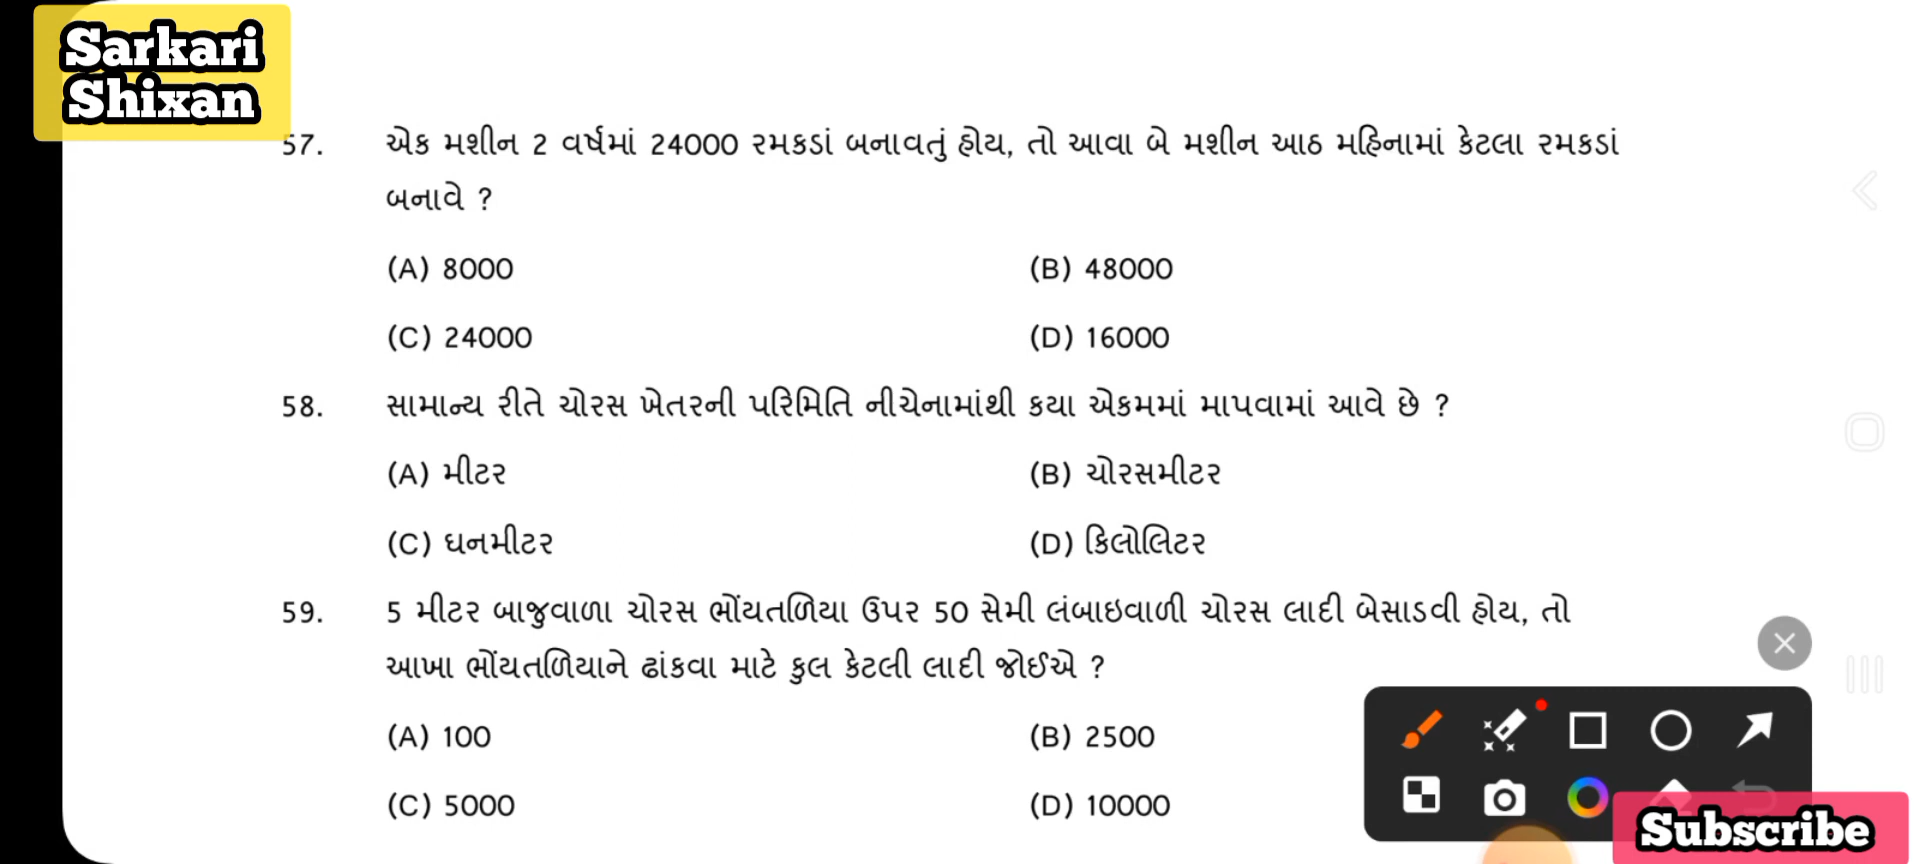 Sarkari
Shixan
57. એક મશીન 2 વર્ષમાં 24000 રમકડાં બનાવતું હોય, તો આવા બે મશીન આઠ મહિનામાં કેટલા રમકડાં
બનાવે ?
(A) 8000 (B) 48000
(C) 24000 (D) 16000
58. સામાન્ય રીતે ચોરસ ખેતરની પરિમિતિ નીચેનામાંથી કયા એકમમાં માપવામાં આવે છે ?
(A) મીટર (B) ચોરસમીટર
(C) ઘનમીટર (D) કિલોલિટર
59. 5 મીટર બાજુવાળા ચોરસ ભોંયતળિયા ઉપર 50 સેમી લંબાઇવાળી ચોરસ લાદી બેસાડવી હોય, તો
આખા ભોંયતળિયાને ઢાંકવા માટે કુલ કેટલી લાદી જોઈએ ?
(A) 100 (B) 2500
(C) 5000 (D) 10000
Subscribe